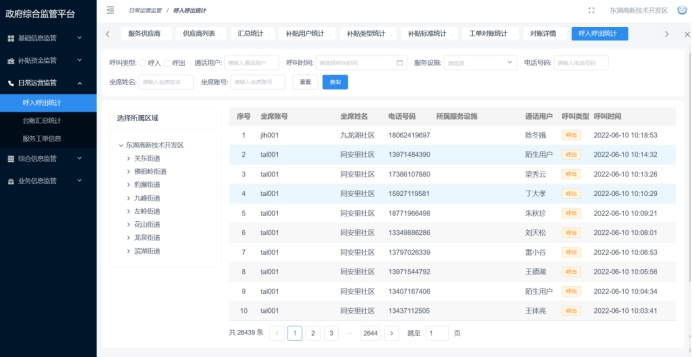 政府综合监管平台
日常运营监管 / 呼入呼出统计
东湖高新技术开发区
基础信息监管
补贴资金监管
日常运营监管
呼入呼出统计
台账汇总统计
服务工单信息
综合信息监管
业务信息监管
服务供应商 供应商列表 汇总统计 补贴用户统计 补贴类型统计 补贴标准统计 工单对账统计 对账详情 呼入呼出统计
呼叫类型: 呼入 呼出 通话用户: 请输入通话用户 呼叫时间: 服务设施: 请选择 电话号码: 请输入电话号码
坐席姓名: 请输入坐席姓名 坐席账号: 请输入坐席账号 重置 查询
选择所属区域
东湖高新技术开发区
关东街道
佛祖岭街道
豹澥街道
九峰街道
左岭街道
花山街道
龙泉街道
滨湖街道
序号 坐席账号 坐席姓名 电话号码 所属服务设施 通话用户 呼叫类型 呼叫时间
1 jlh001 九龙湖社区 18062419697 陈冬娥 呼出 2022-06-10 10:18:53
2 tal001 同安里社区 13971484390 陌生用户 呼出 2022-06-10 10:14:32
3 tal001 同安里社区 17386107880 梁秀云 呼出 2022-06-10 10:13:26
4 tal001 同安里社区 15927119581 丁大孝 呼出 2022-06-10 10:10:29
5 tal001 同安里社区 18771966498 朱秋珍 呼出 2022-06-10 10:09:21
6 tal001 同安里社区 13349886286 刘天松 呼出 2022-06-10 10:08:01
7 tal001 同安里社区 13797026339 雷小谷 呼出 2022-06-10 10:06:53
8 tal001 同安里社区 13971544792 王德湖 呼出 2022-06-10 10:05:56
9 tal001 同安里社区 13407167406 陌生用户 呼出 2022-06-10 10:04:34
10 tal001 同安里社区 13437112505 王体亮 呼出 2022-06-10 10:03:41
共 26439 条 1 2 3 ··· 2644 跳至 1 页